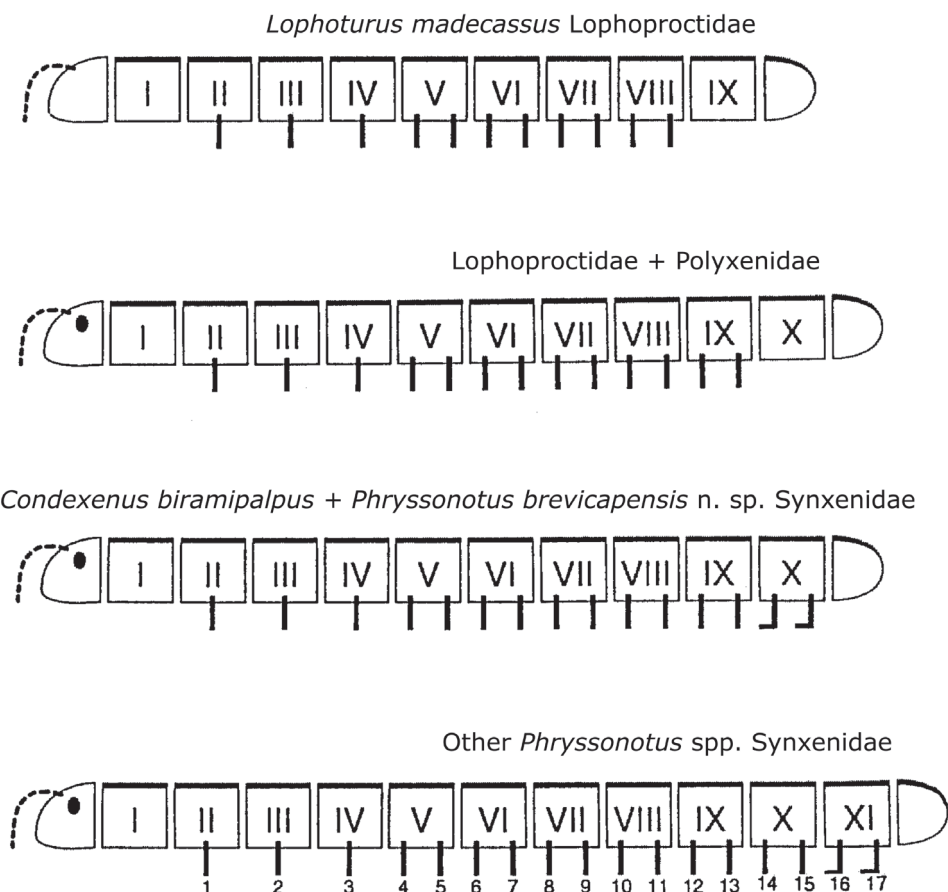 Lophoturus madecassus Lophoproctidae
I II III IV V VI VII VIII IX
Lophoproctidae + Polyxenidae
I II III IV V VI VII VIII IX X
Condexenus biramipalpus + Phryssonotus brevicapensis n. sp. Synxenidae
I II III IV V VI VII VIII IX X
Other Phryssonotus spp. Synxenidae
I II III IV V VI VII VIII IX X XI
1 2 3 4 5 6 7 8 9 10 11 12 13 14 15 16 17